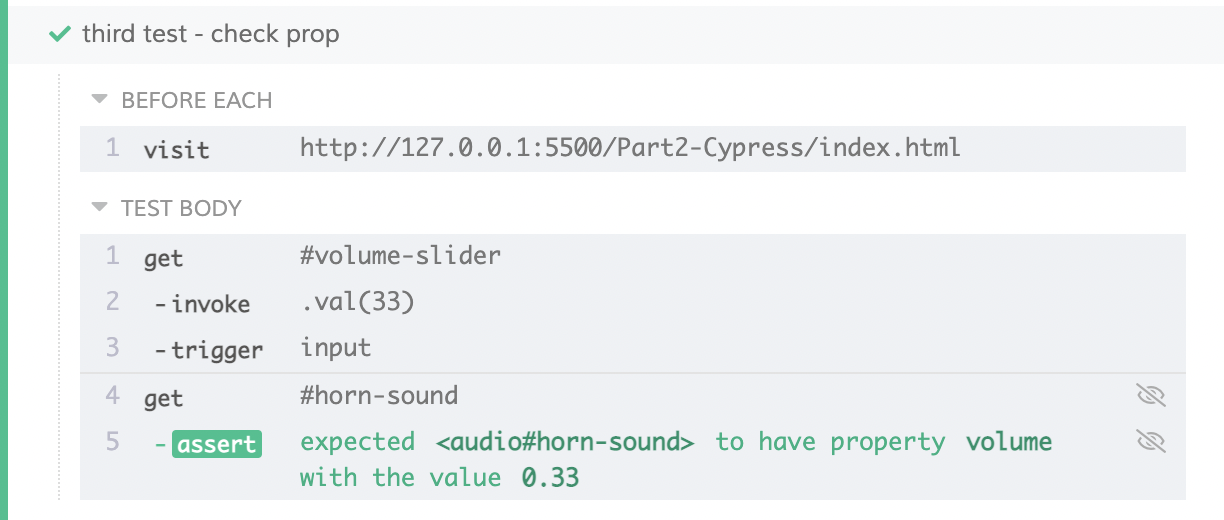 third test - check prop
BEFORE EACH
1 visit http://127.0.0.1:5500/Part2-Cypress/index.html
TEST BODY
1 get #volume-slider
2 -invoke .val(33)
3 -trigger input
4 get #horn-sound
5 -assert expected <audio#horn-sound> to have property volume
with the value 0.33